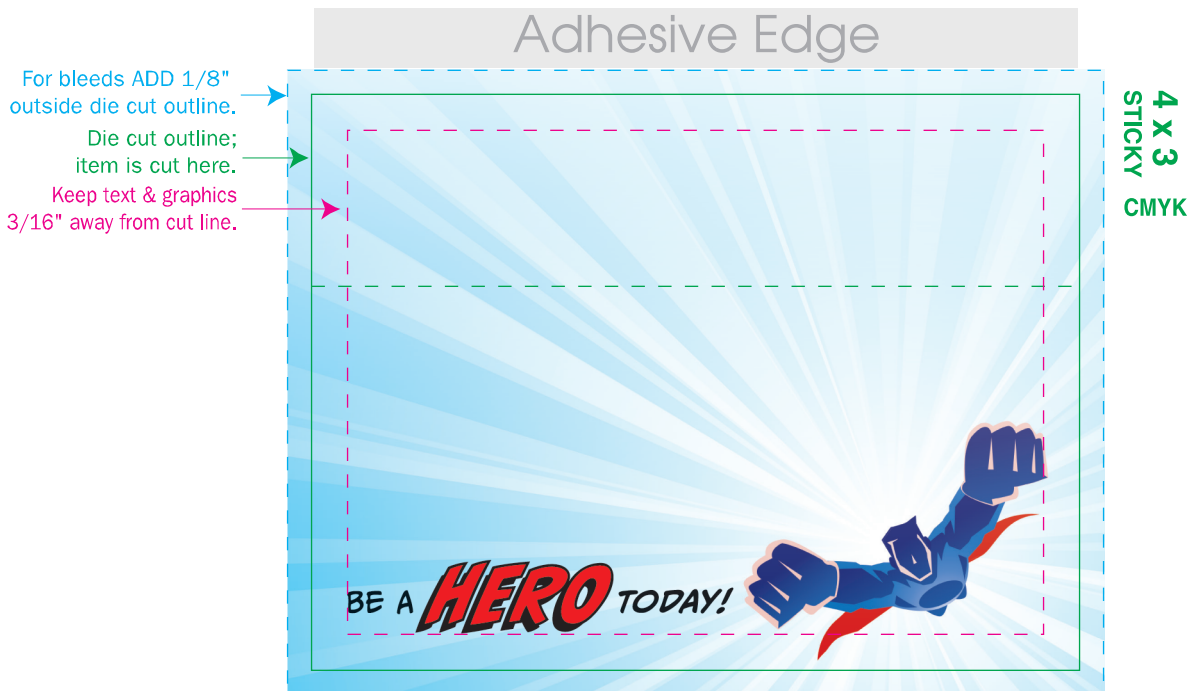 Adhesive Edge
For bleeds ADD 1/8"
outside die cut outline.
Die cut outline;
item is cut here.
Keep text & graphics
3/16" away from cut line.
4 x 3
STICKY
CMYK
BE A HERO TODAY!